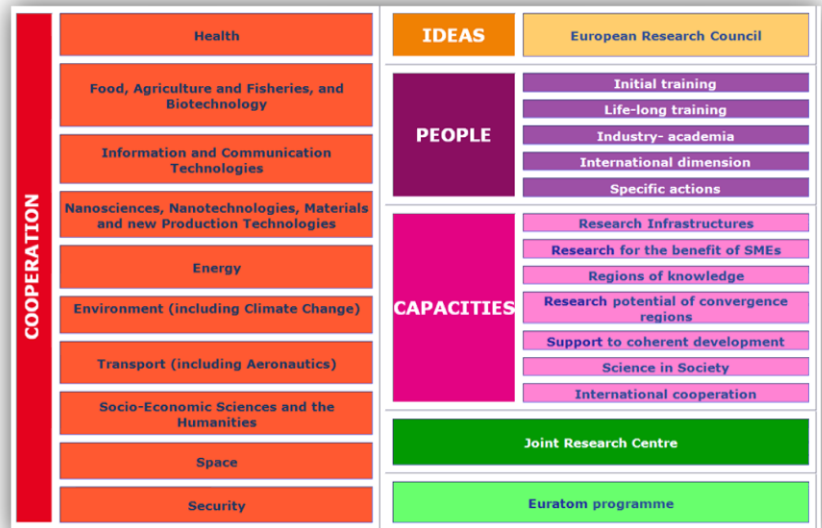 COOPERATION
Health
Food, Agriculture and Fisheries, and
Biotechnology
Information and Communication
Technologies
Nanosciences, Nanotechnologies, Materials
and new Production Technologies
Energy
Environment (including Climate Change)
Transport (including Aeronautics)
Socio-Economic Sciences and the
Humanities
Space
Security
IDEAS
European Research Council
PEOPLE
Initial training
Life-long training
Industry- academia
International dimension
Specific actions
CAPACITIES
Research Infrastructures
Research for the benefit of SMEs
Regions of knowledge
Research potential of convergence
regions
Support to coherent development
Science in Society
International cooperation
Joint Research Centre
Euratom programme